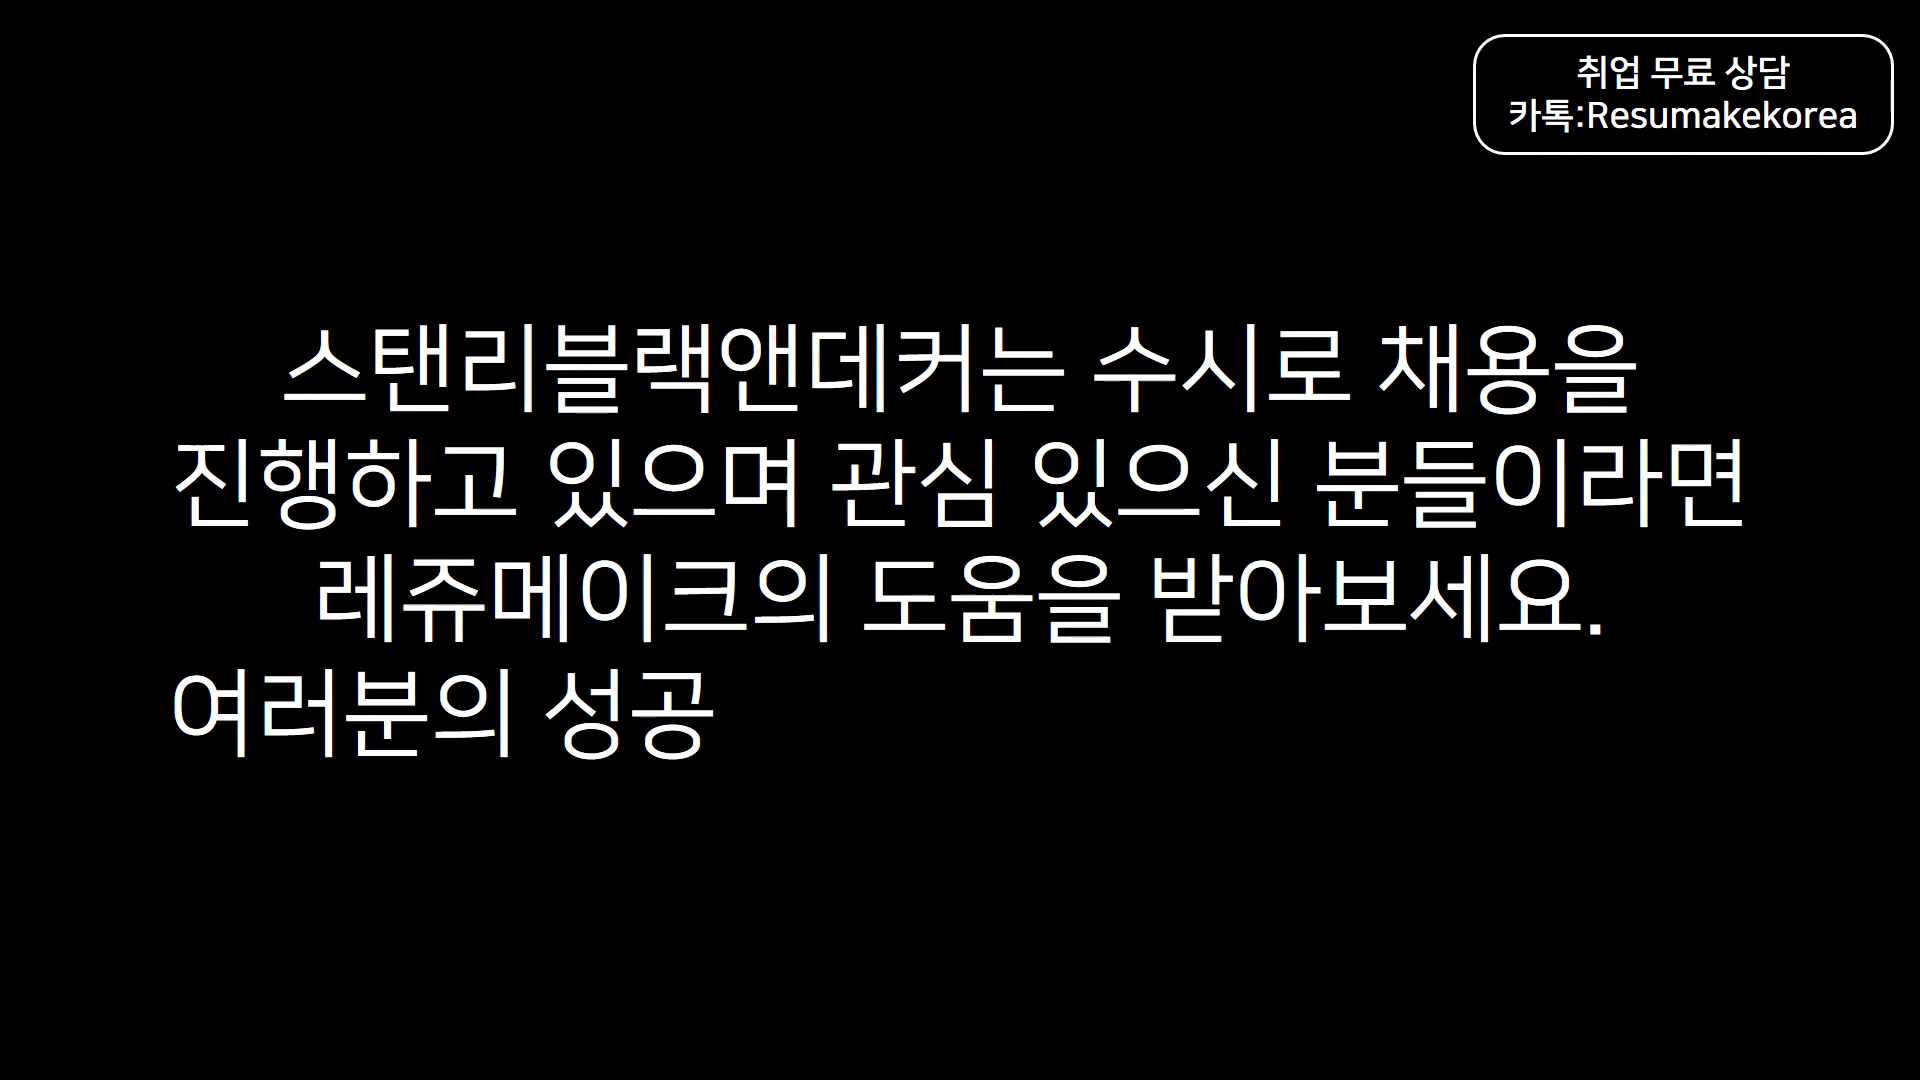 취업 무료 상담
카톡:Resumakekorea
스탠리블랙앤데커는 수시로 채용을
진행하고 있으며 관심 있으신 분들이라면
레쥬메이크의 도움을 받아보세요.
여러분의 성공